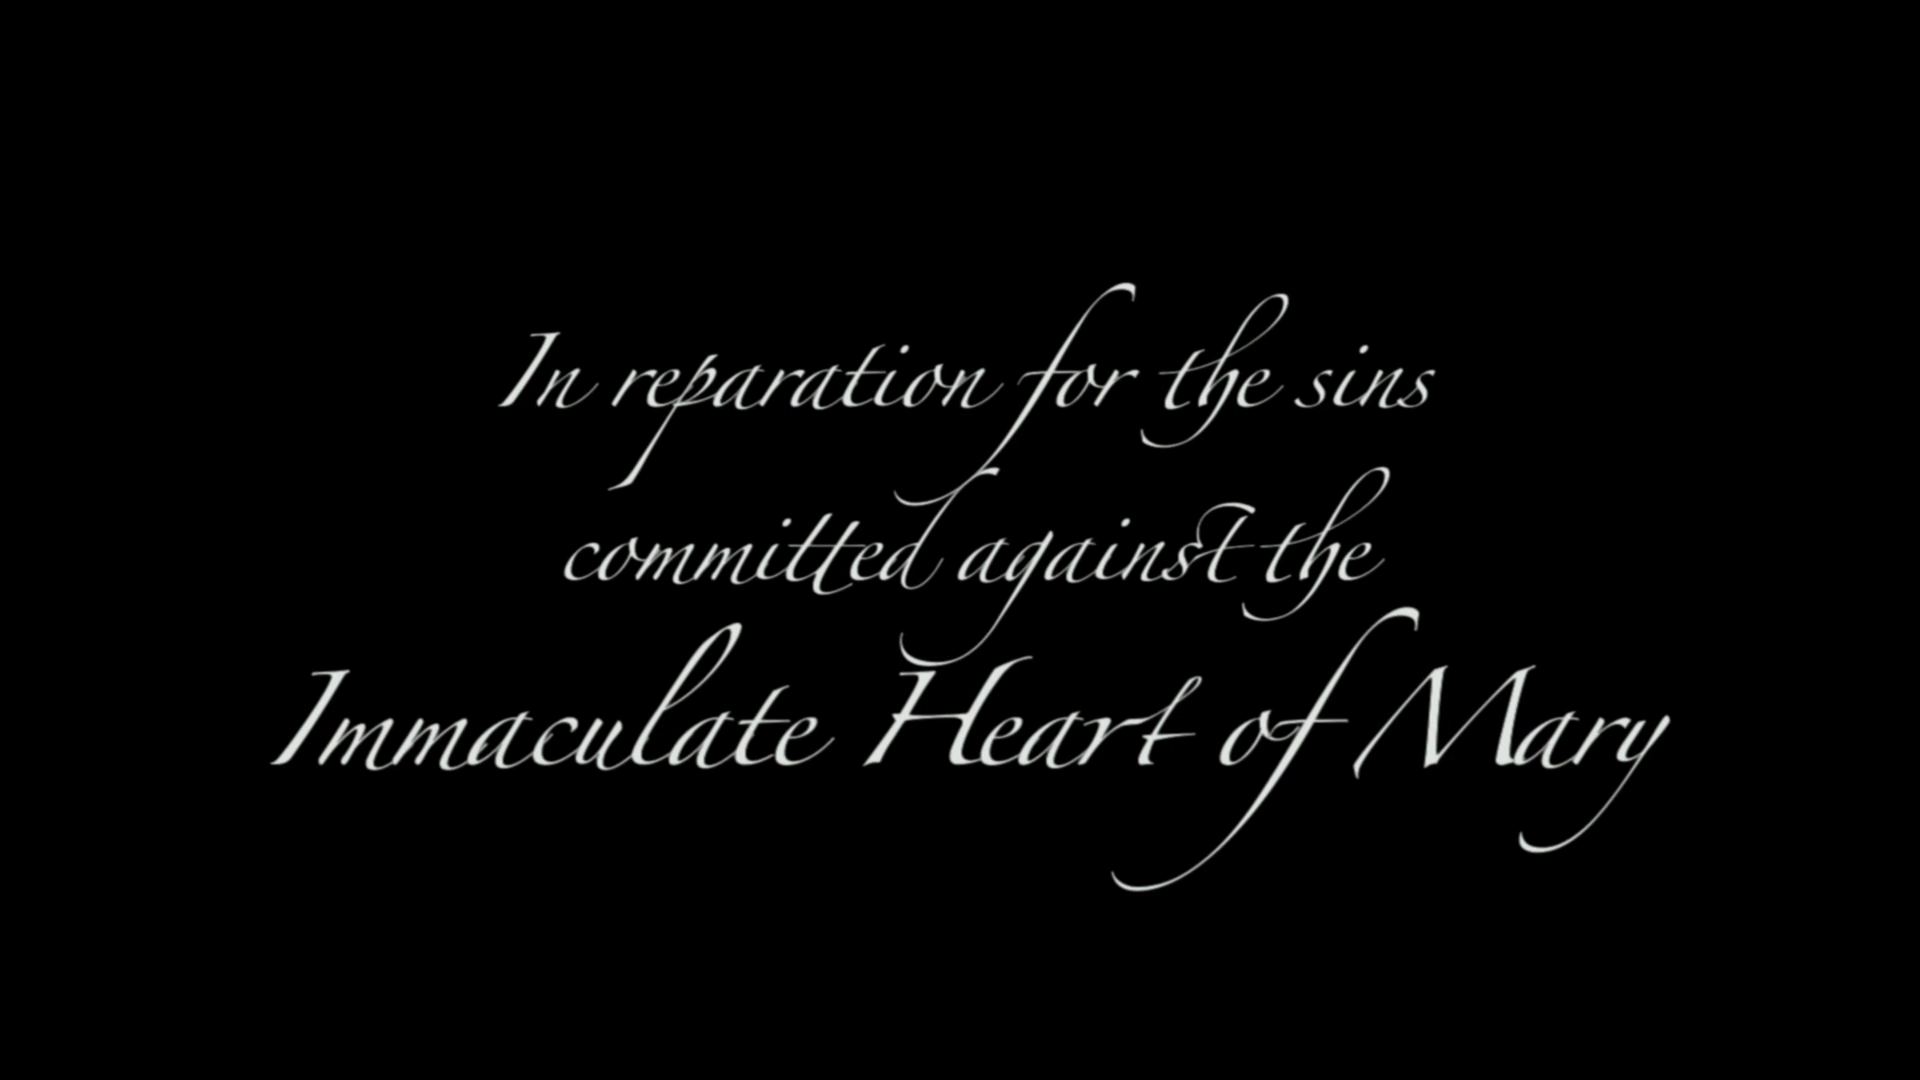 In reparation for the sins
committed against the
Immaculate Heart of Mary